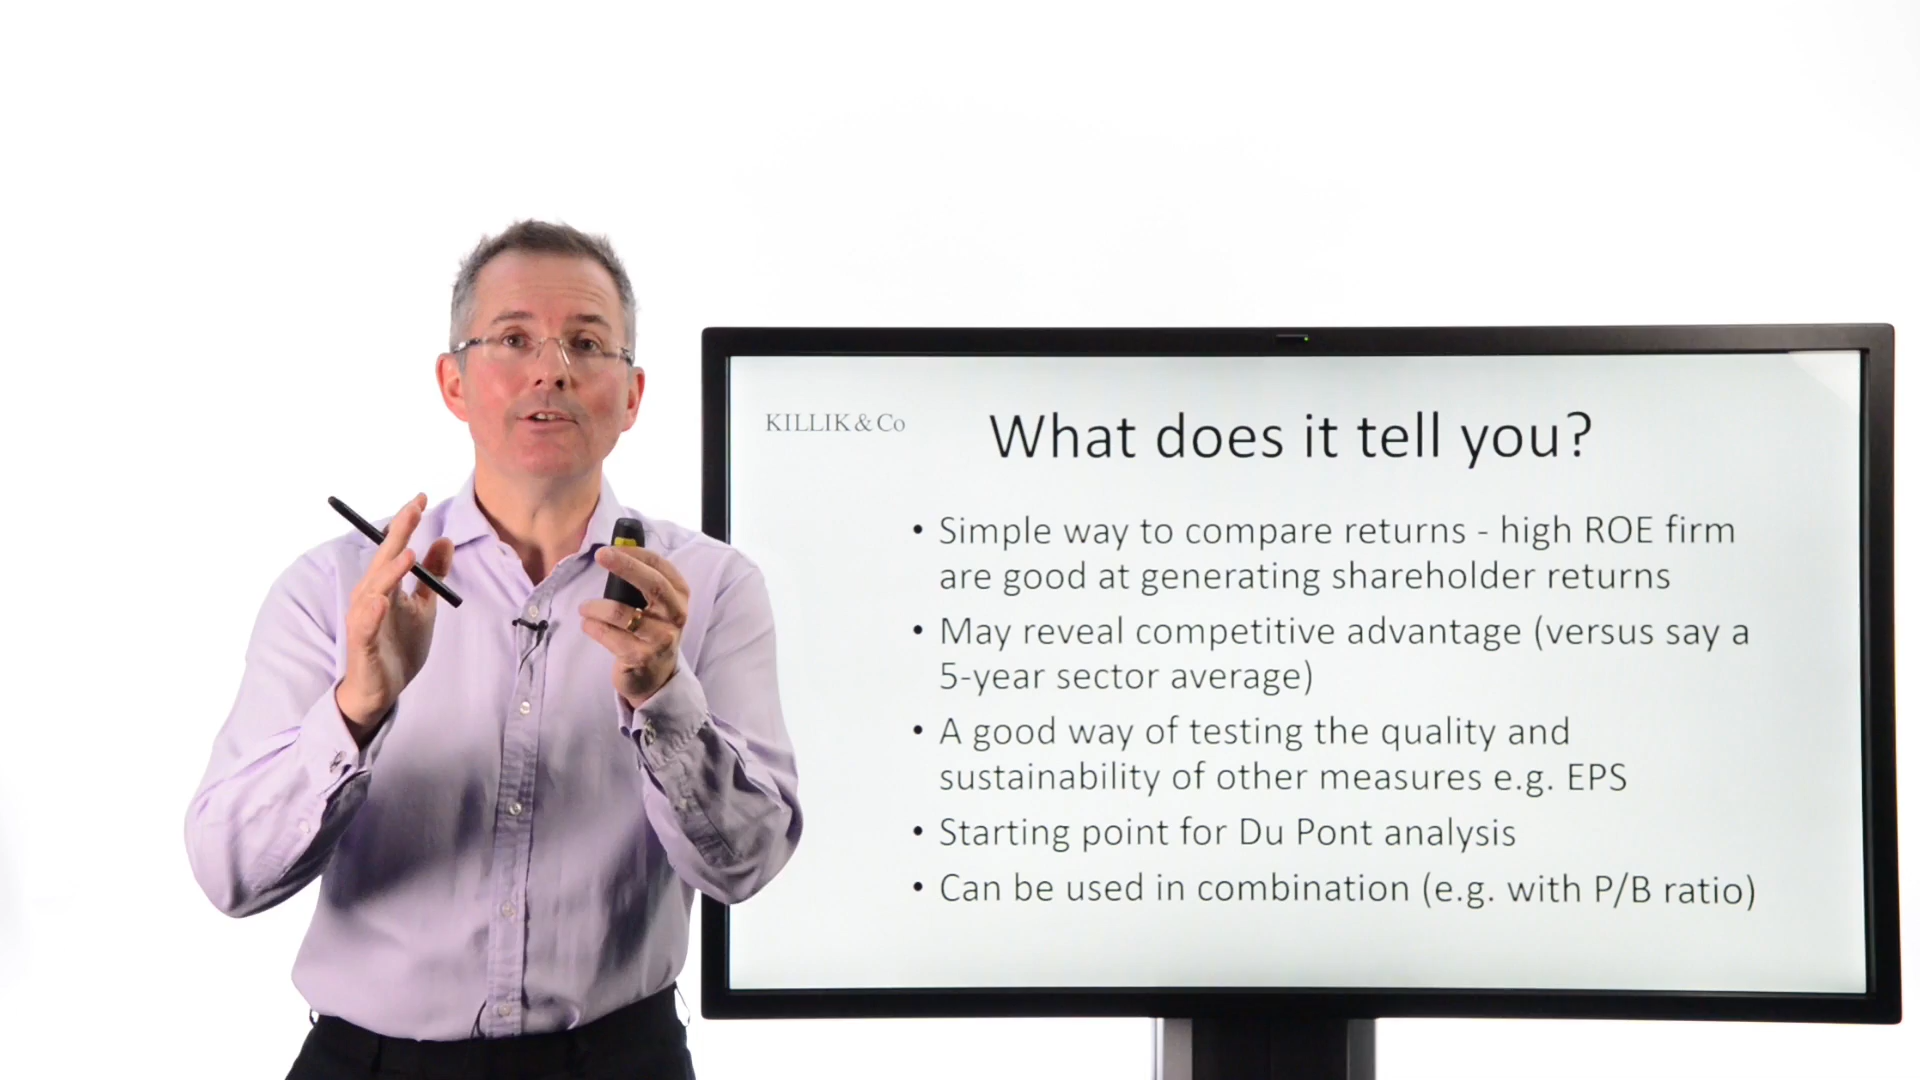 KILLIK & Co
What does it tell you?
• Simple way to compare returns - high ROE firm
are good at generating shareholder returns
• May reveal competitive advantage (versus say a
5-year sector average)
• A good way of testing the quality and
sustainability of other measures e.g. EPS
• Starting point for Du Pont analysis
• Can be used in combination (e.g. with P/B ratio)